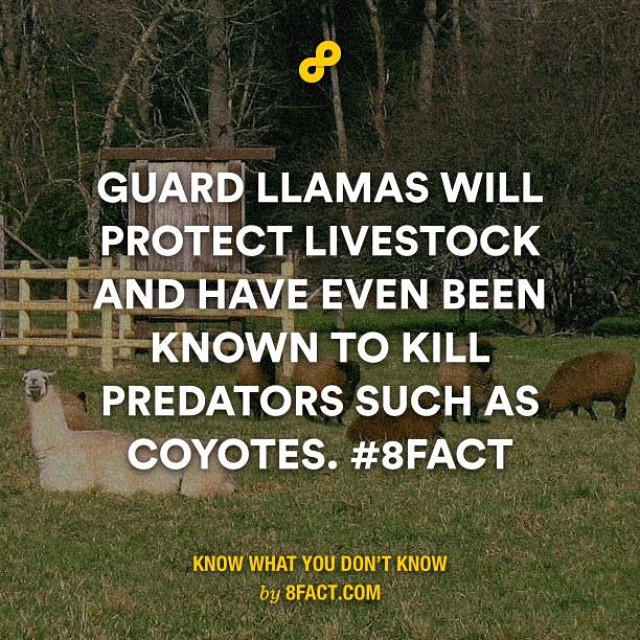 GUARD LLAMAS WILL
PROTECT LIVESTOCK
AND HAVE EVEN BEEN
KNOWN TO KILL
PREDATORS SUCH AS
COYOTES. #8FACT
KNOW WHAT YOU DON'T KNOW
by 8FACT.COM